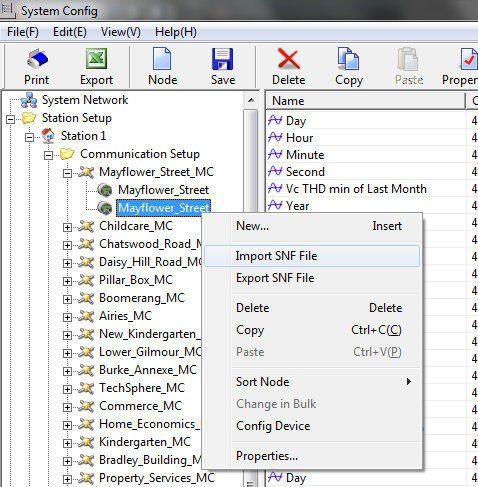 System Config
File(F) Edit(E) View(V) Help(H)
Print Export Node Save Delete Copy Paste
System Network
Station Setup
Station 1
Communication Setup
Mayflower_Street_MC
Mayflower_Street
Mayflower_Street
Childcare_MC
Chatswood_Road_M
Daisy_Hill_Road_MC
Pillar_Box_MC
Boomerang_MC
Airies_MC
New_Kindergarten_
Lower_Gilmour_MC
Burke_Annexe_MC
TechSphere_MC
Commerce_MC
Home_Economics_
Kindergarten_MC
Bradley_Building_M
Property_Services_MC
Name
Day 4
Hour 4
Minute 4
Second 4
Vc THD min of Last Month 4
Year 4
New... Insert
Import SNF File
Export SNF File
Delete Delete
Copy Ctrl+C(C)
Paste Ctrl+V(P)
Sort Node
Change in Bulk
Config Device
Properties...
Day 4